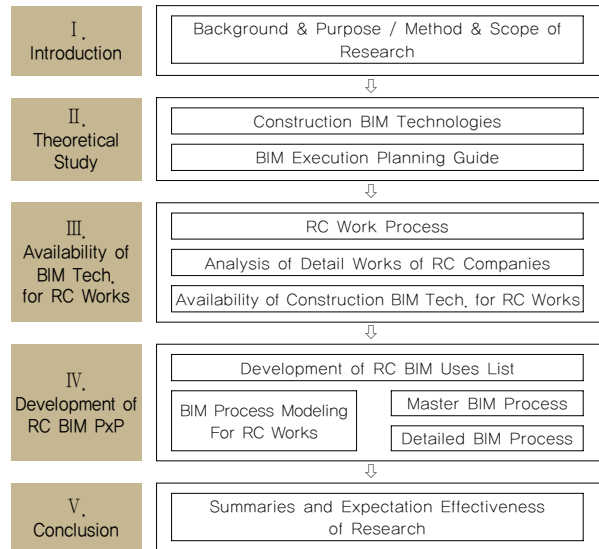 Ⅰ.
Introduction
Background & Purpose / Method & Scope of
Research
Ⅱ.
Theoretical
Study
Construction BIM Technologies
BIM Execution Planning Guide
Ⅲ.
Availability of
BIM Tech.
for RC Works
RC Work Process
Analysis of Detail Works of RC Companies
Availability of Construction BIM Tech. for RC Works
Ⅳ.
Development of
RC BIM PxP
Development of RC BIM Uses List
BIM Process Modeling
For RC Works
Master BIM Process
Detailed BIM Process
Ⅴ.
Conclusion
Summaries and Expectation Effectiveness
of Research